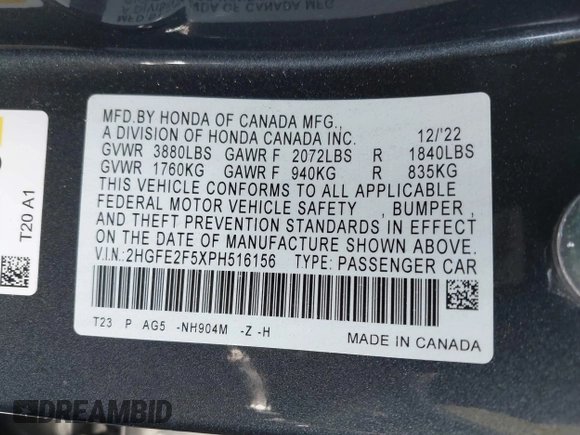 MFD.BY HONDA OF CANADA MFG.,
A DIVISION OF HONDA CANADA INC. 12/'22
GVWR 3880LBS GAWR F 2072LBS R 1840LBS
GVWR 1760KG GAWR F 940KG R 835KG
THIS VEHICLE CONFORMS TO ALL APPLICABLE
FEDERAL MOTOR VEHICLE SAFETY , BUMPER,
AND THEFT PREVENTION STANDARDS IN EFFECT
ON THE DATE OF MANUFACTURE SHOWN ABOVE.
V.I.N.:2HGFE2F5XPH516156 TYPE: PASSENGER CAR
T23 P AG5 -NH904M -Z -H
MADE IN CANADA
T20 A1
DREAMBID